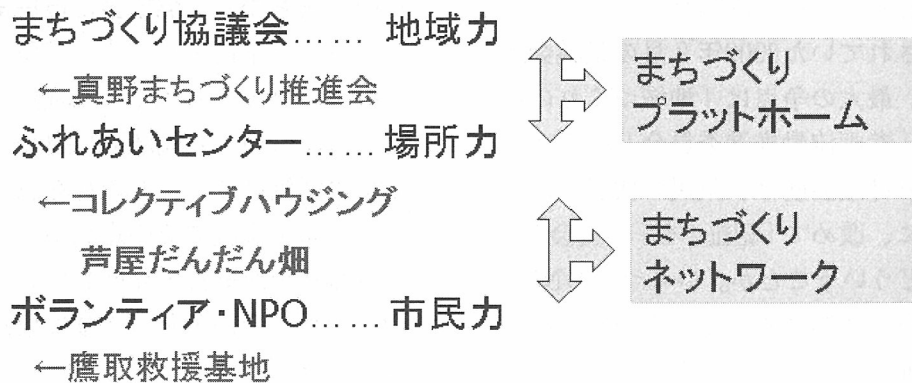 まちづくり協議会…… 地域力
←真野まちづくり推進会
ふれあいセンター…… 場所力
←コレクティブハウジング
芦屋だんだん畑
ボランティア・NPO…… 市民力
←鷹取救援基地
まちづくり
プラットホーム
まちづくり
ネットワーク